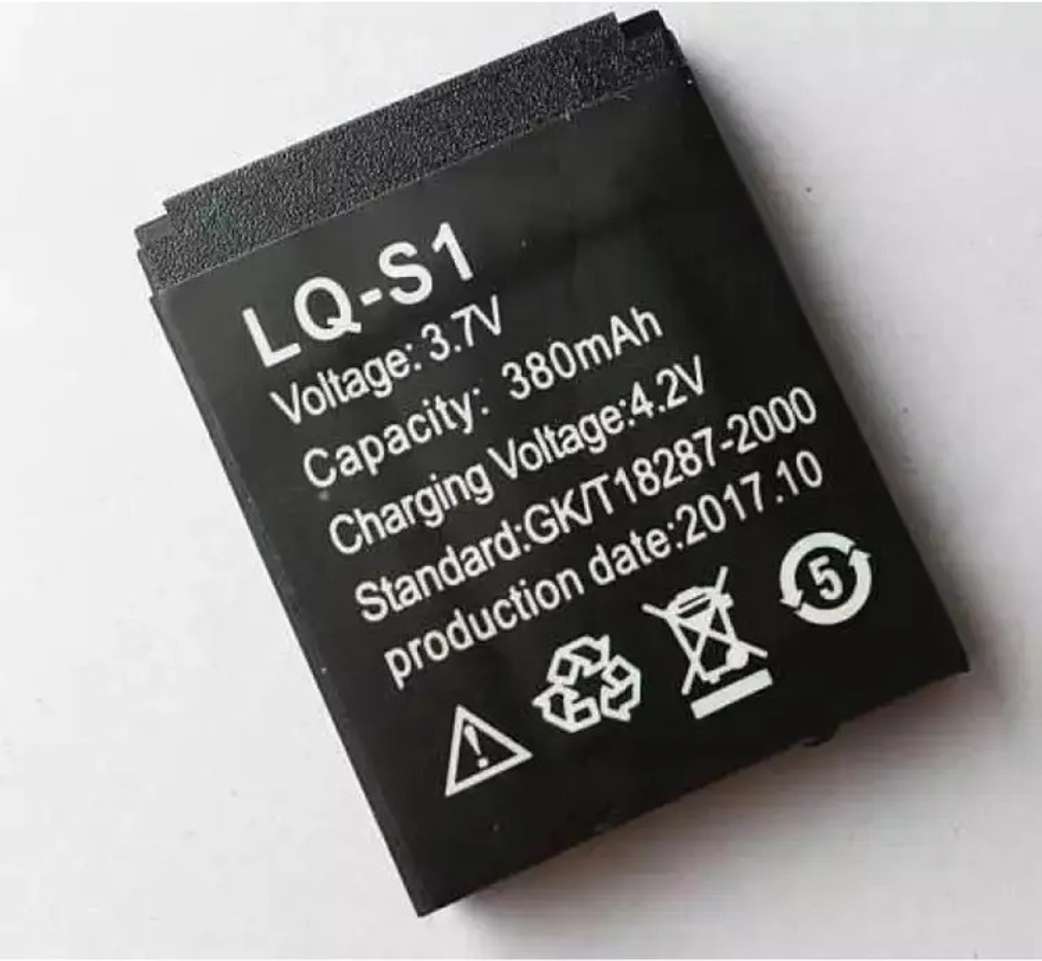 LQ-S1
Voltage: 3.7V
Capacity: 380mAh
Charging Voltage:4.2V
Standard:GK/T18287-2000
production date:2017.10
5